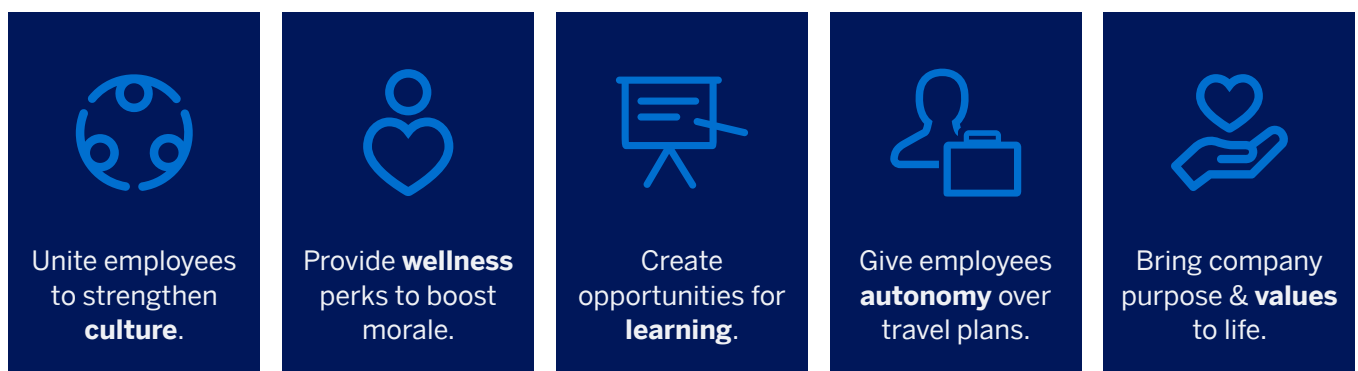 Unite employees
to strengthen
culture.
Provide wellness
perks to boost
morale.
Create
opportunities for
learning.
Give employees
autonomy over
travel plans.
Bring company
purpose & values
to life.